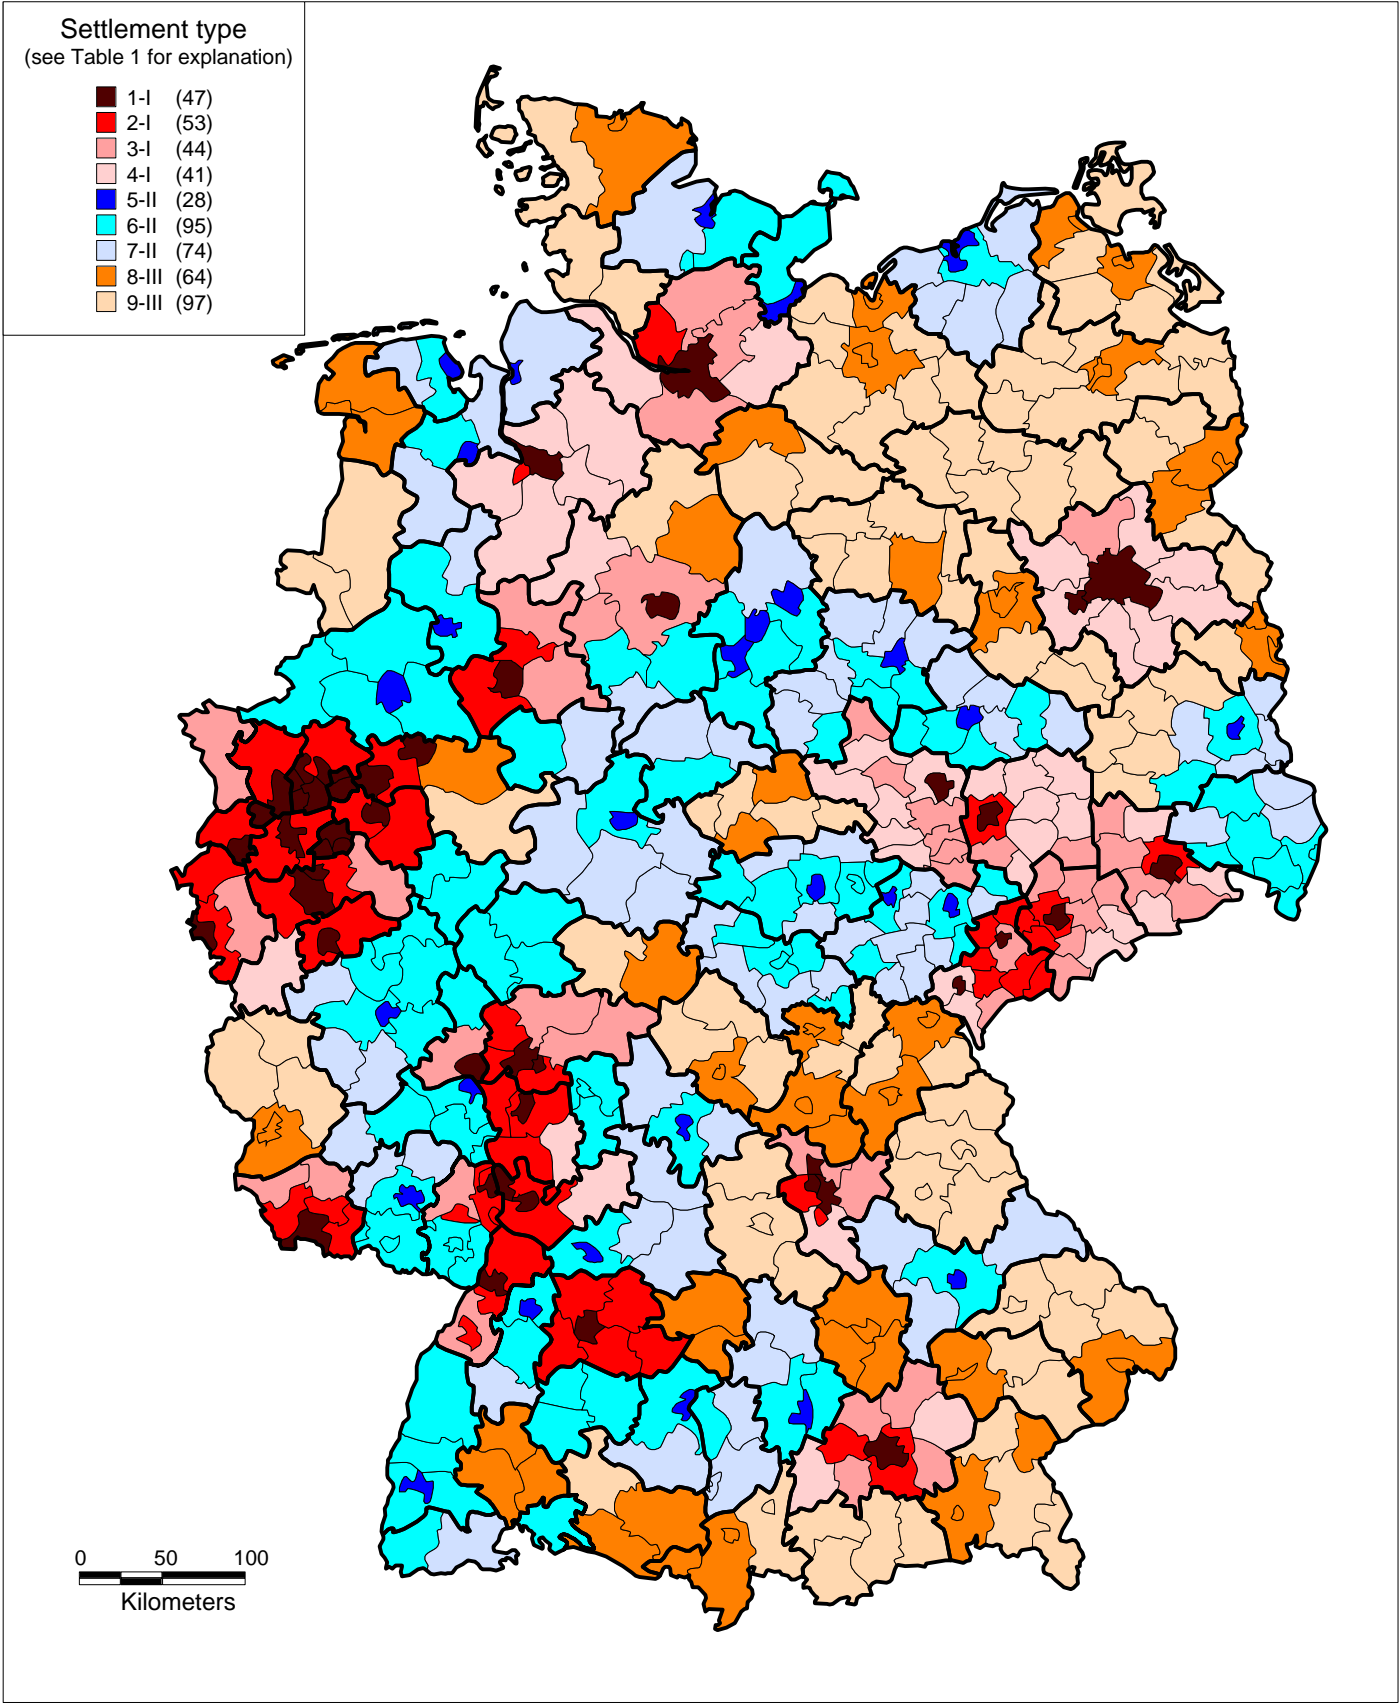 Settlement type
(see Table 1 for explanation)
1-I (47)
2-I (53)
3-I (44)
4-I (41)
5-II (28)
6-II (95)
7-II (74)
8-III (64)
9-III (97)
0 50 100
Kilometers